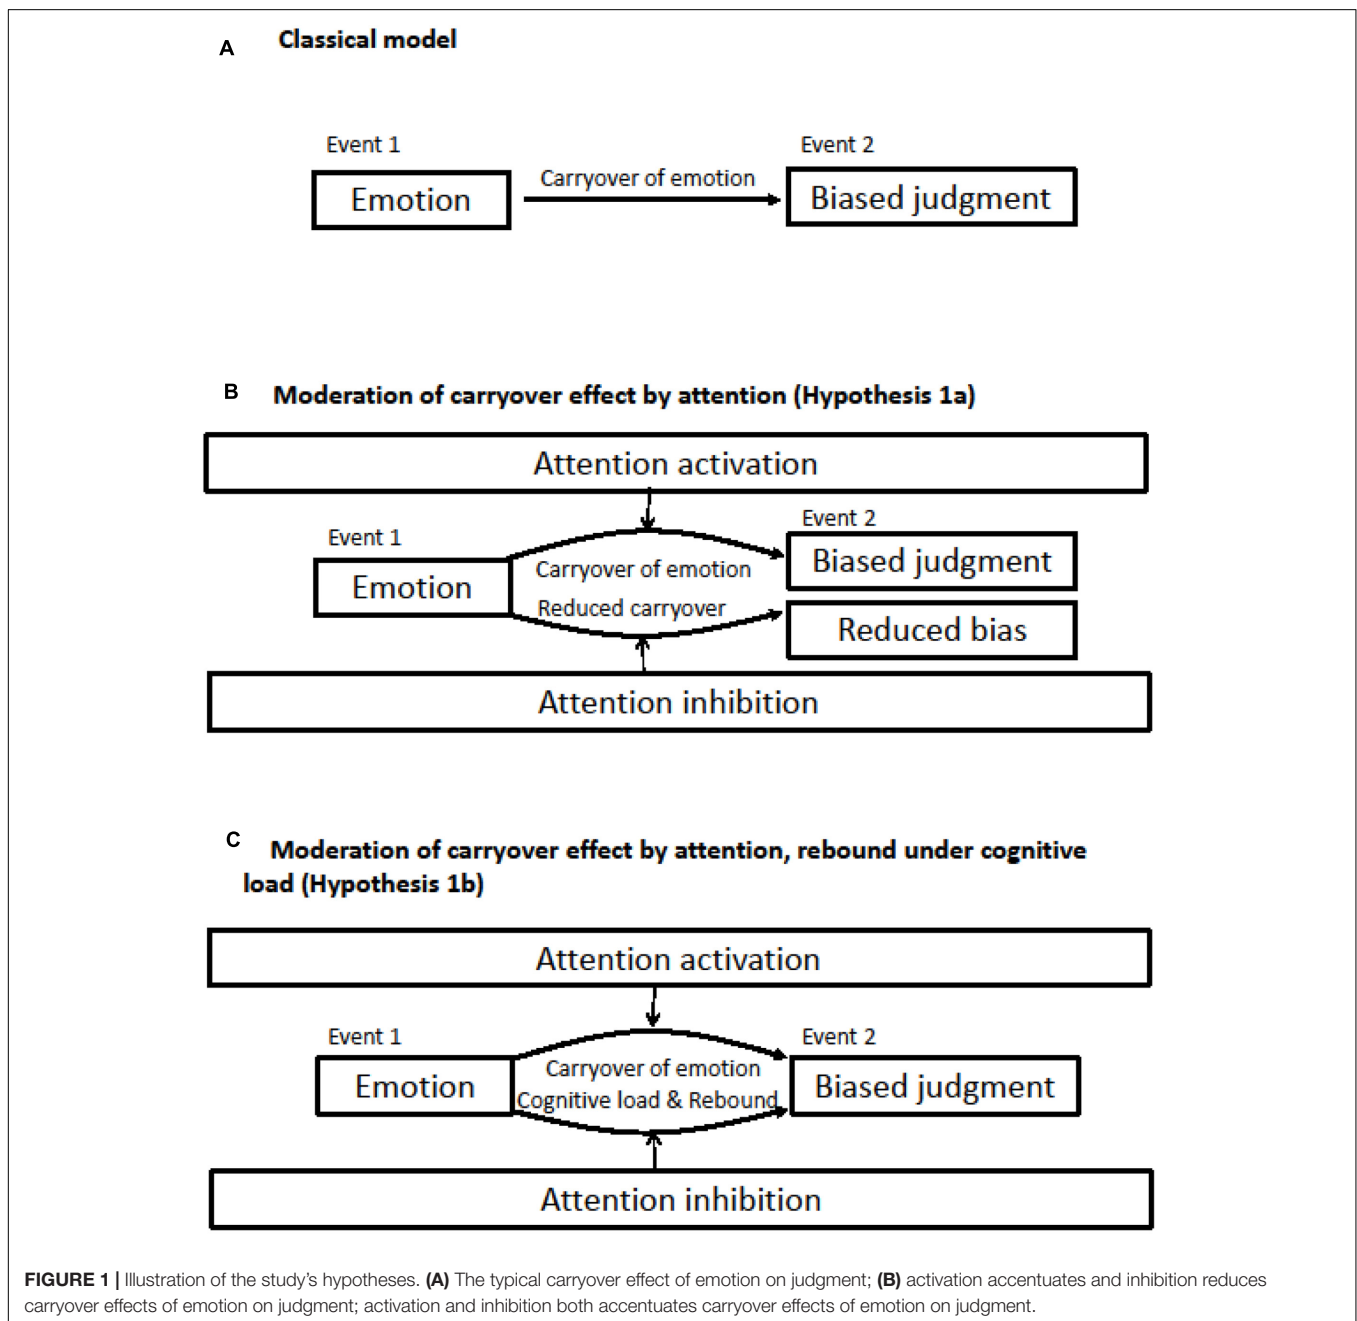 A Classical model
Event 1
Event 2
Emotion
Carryover of emotion
Biased judgment
B Moderation of carryover effect by attention (Hypothesis 1a)
Attention activation
Event 1
Event 2
Emotion
Carryover of emotion
Reduced carryover
Biased judgment
Reduced bias
Attention inhibition
C Moderation of carryover effect by attention, rebound under cognitive
load (Hypothesis 1b)
Attention activation
Event 1
Event 2
Emotion
Carryover of emotion
Cognitive load & Rebound
Biased judgment
Attention inhibition
FIGURE 1 | Illustration of the study's hypotheses. (A) The typical carryover effect of emotion on judgment; (B) activation accentuates and inhibition reduces
carryover effects of emotion on judgment; activation and inhibition both accentuates carryover effects of emotion on judgment.